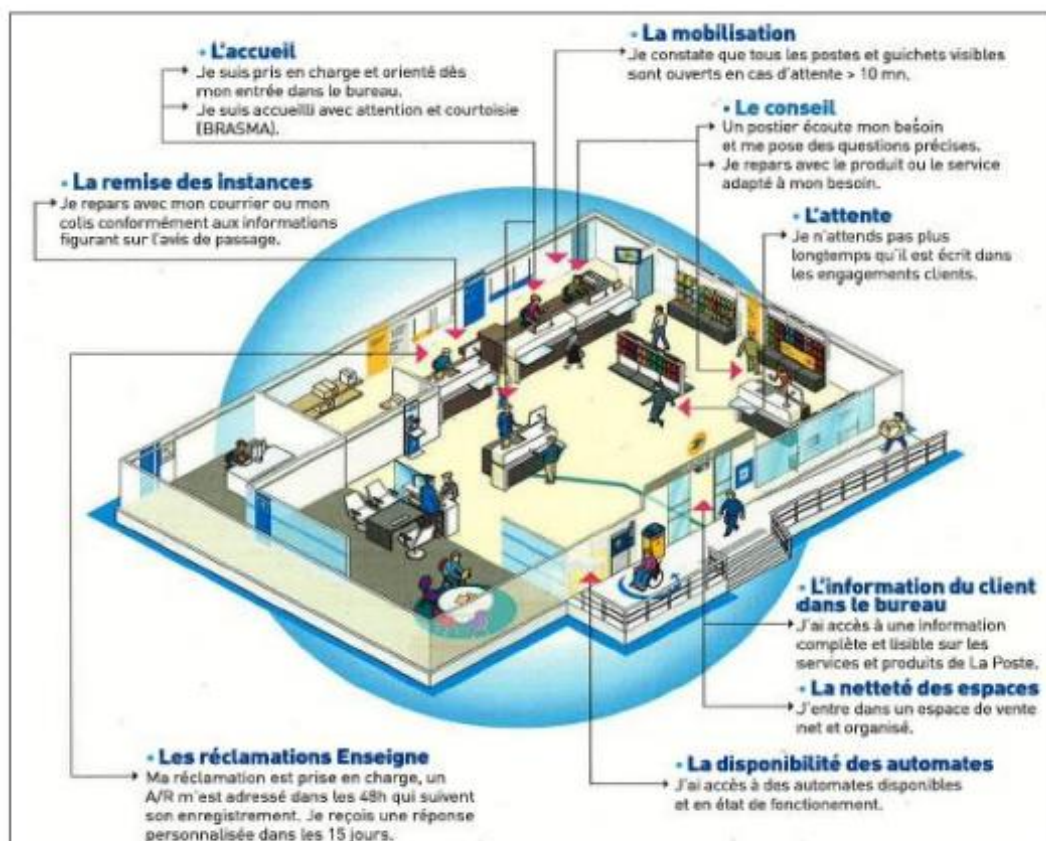 • L'accueil
Je suis pris en charge et orienté dès
mon entrée dans le bureau.
Je suis accueilli avec attention et courtoisie
(BRASMA).
• La mobilisation
Je constate que tous les postes et guichets visibles
sont ouverts en cas d'attente > 10 mn.
• Le conseil
Un postier écoute mon besoin
et me pose des questions précises.
Je repars avec le produit ou le service
adapté à mon besoin.
• La remise des instances
Je repars avec mon courrier ou mon
colis conformément aux informations
figurant sur l'avis de passage.
• L'attente
Je n'attends pas plus
longtemps qu'il est écrit dans
les engagements clients.
• L'information du client
dans le bureau
J'ai accès à une information
complète et lisible sur les
services et produits de La Poste.
• La netteté des espaces
J'entre dans un espace de vente
net et organisé.
• Les réclamations Enseigne
Ma réclamation est prise en charge, un
A/R m'est adressé dans les 48h qui suivent
son enregistrement. Je reçois une réponse
personnalisée dans les 15 jours.
• La disponibilité des automates
J'ai accès à des automates disponibles
et en état de fonctionement.